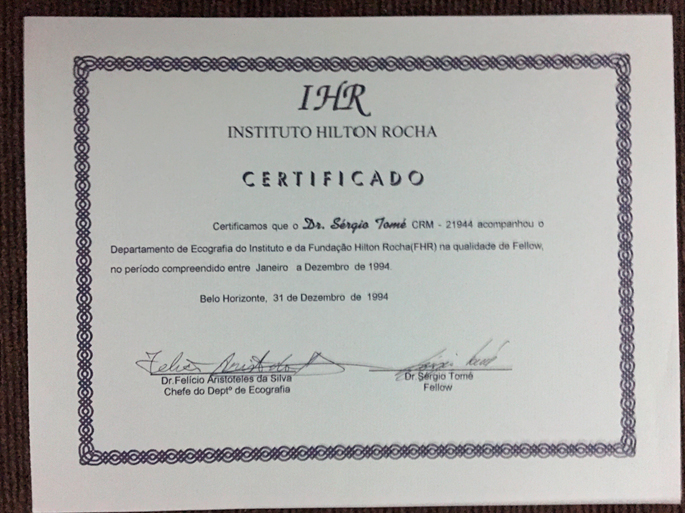 IHR
INSTITUTO HILTON ROCHA
CERTIFICADO
Certificamos que o Dr. Sérgio Tomé CRM - 21944 acompanhou o
Departamento de Ecografia do Instituto e da Fundação Hilton Rocha(FHR) na qualidade de Fellow,
no período compreendido entre Janeiro a Dezembro de 1994.
Belo Horizonte, 31 de Dezembro de 1994
Dr.Felício Aristóteles da Silva
Chefe do Deptº de Ecografia
Dr.Sérgio Tomé
Fellow